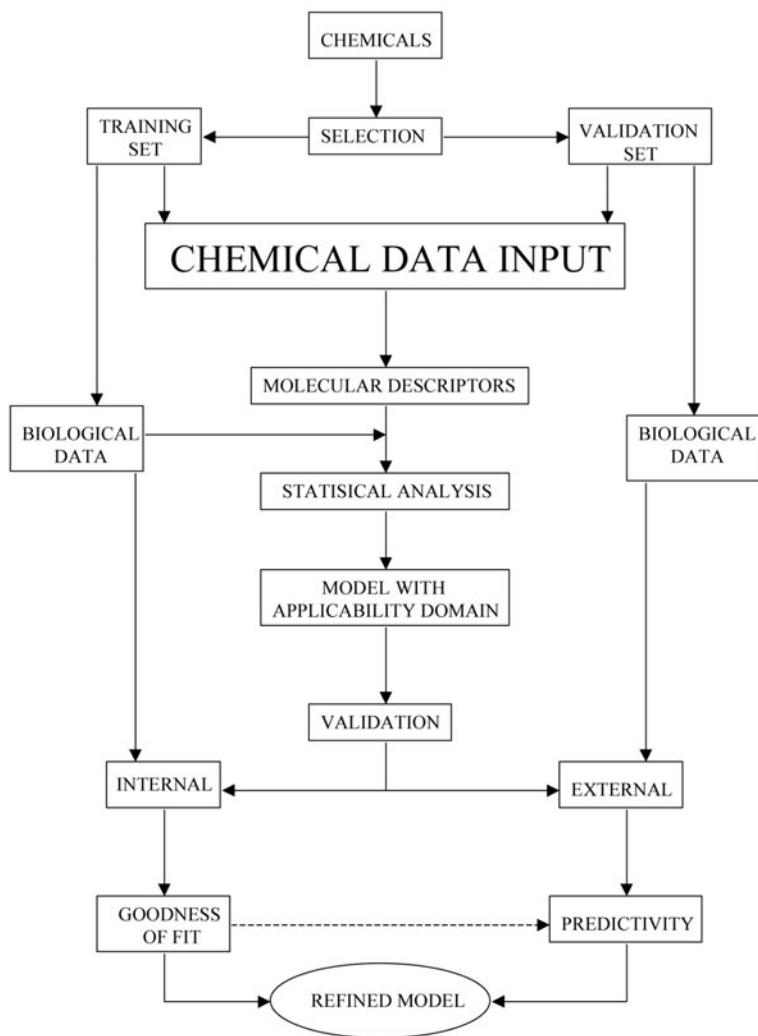 CHEMICALS
TRAINING
SET
SELECTION
VALIDATION
SET
CHEMICAL DATA INPUT
MOLECULAR DESCRIPTORS
BIOLOGICAL
DATA
BIOLOGICAL
DATA
STATISICAL ANALYSIS
MODEL WITH
APPLICABILITY DOMAIN
VALIDATION
INTERNAL
EXTERNAL
GOODNESS
OF FIT
PREDICTIVITY
REFINED MODEL